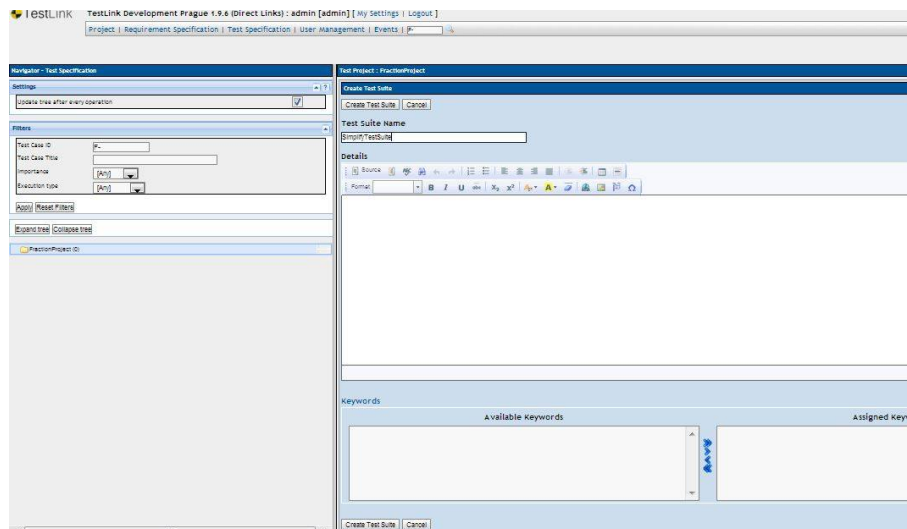 TestLink TestLink Development Prague 1.9.6 (Direct Links) : admin [admin] [ My Settings | Logout ]
Project | Requirement Specification | Test Specification | User Management | Events | F-
Navigator - Test Specification
Settings
Update tree after every operation
Filters
Test Case ID F-
Test Case Title
Importance [Any]
Execution type [Any]
Apply Reset Filters
Expand tree Collapse tree
FractionProject (0)
Test Project : FractionProject
Create Test Suite
Create Test Suite Cancel
Test Suite Name
SimplifyTestSuite
Details
Source
Format
Keywords
Available Keywords
Assigned Key
Create Test Suite Cancel